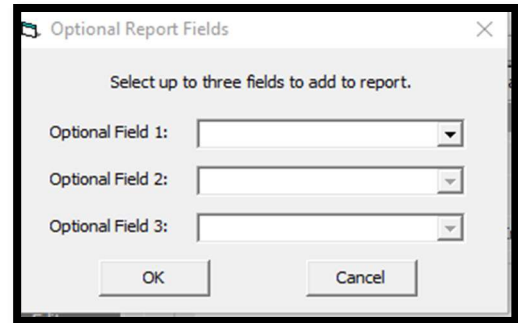 Optional Report Fields
Select up to three fields to add to report.
Optional Field 1:
Optional Field 2:
Optional Field 3:
OK Cancel